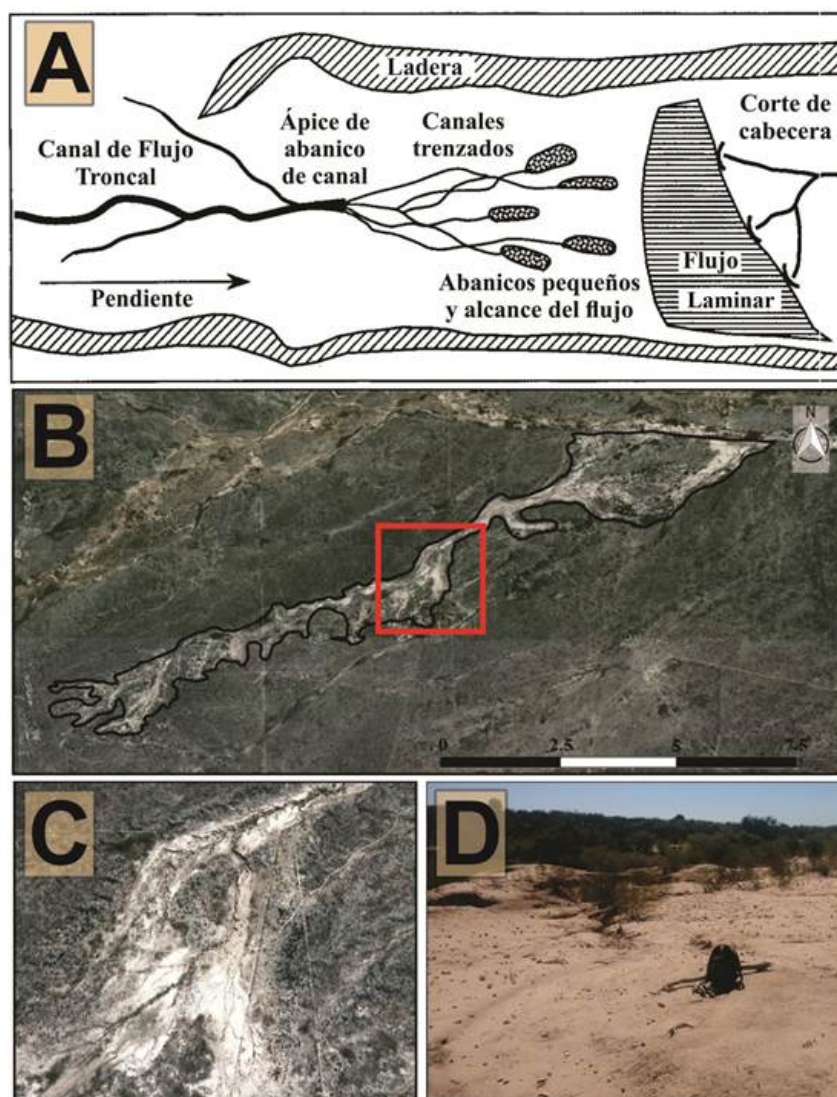 A
Ladera
Canal de Flujo
Troncal
Ápice de
abanico
de canal
Canales
trenzados
Corte de
cabecera
Pendiente
Abanicos pequeños
y alcance del flujo
Flujo
Laminar
B
N
0 2.5 5 7.5
C
D